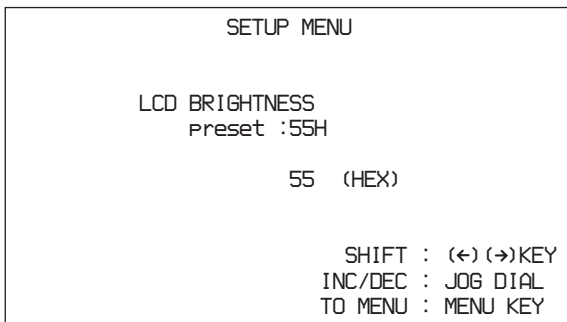 SETUP MENU
LCD BRIGHTNESS
preset :55H
55 (HEX)
SHIFT : (←)(→)KEY
INC/DEC : JOG DIAL
TO MENU : MENU KEY